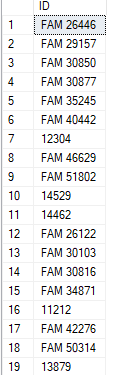 ID
1 FAM 26446
2 FAM 29157
3 FAM 30850
4 FAM 30877
5 FAM 35245
6 FAM 40442
7 12304
8 FAM 46629
9 FAM 51802
10 14529
11 14462
12 FAM 26122
13 FAM 30103
14 FAM 30816
15 FAM 34871
16 11212
17 FAM 42276
18 FAM 50314
19 13879